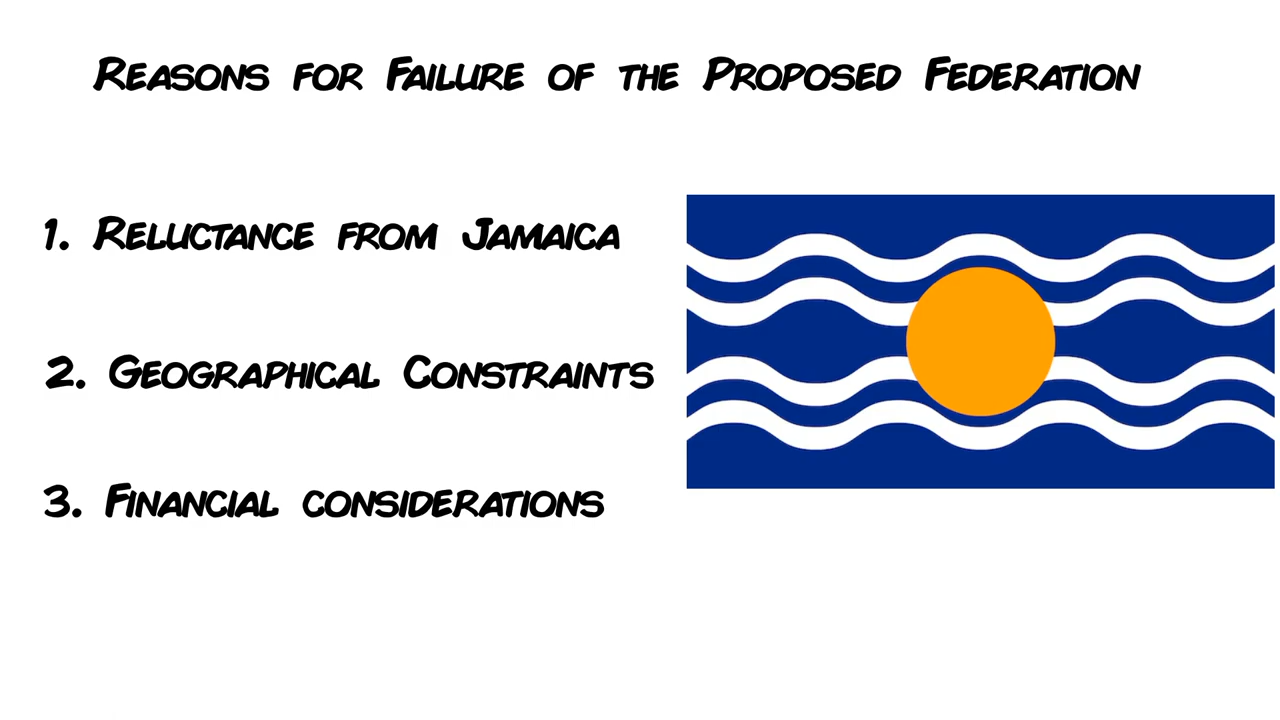 Reasons for Failure of the Proposed Federation
1. Reluctance from Jamaica
2. Geographical Constraints
3. Financial considerations